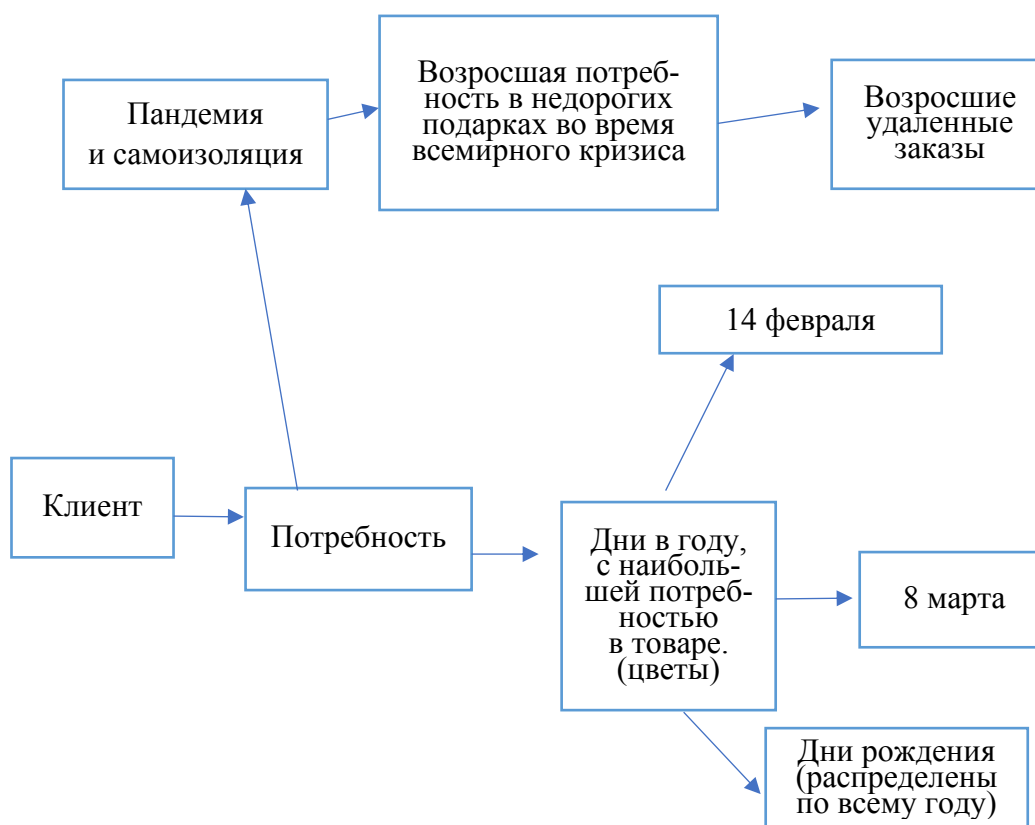 Пандемия
и самоизоляция
Возросшая потреб-
ность в недорогих
подарках во время
всемирного кризиса
Возросшие
удаленные
заказы
14 февраля
Клиент
Потребность
Дни в году,
с наиболь-
шей потреб-
ностью
в товаре.
(цветы)
8 марта
Дни рождения
(распределены
по всему году)